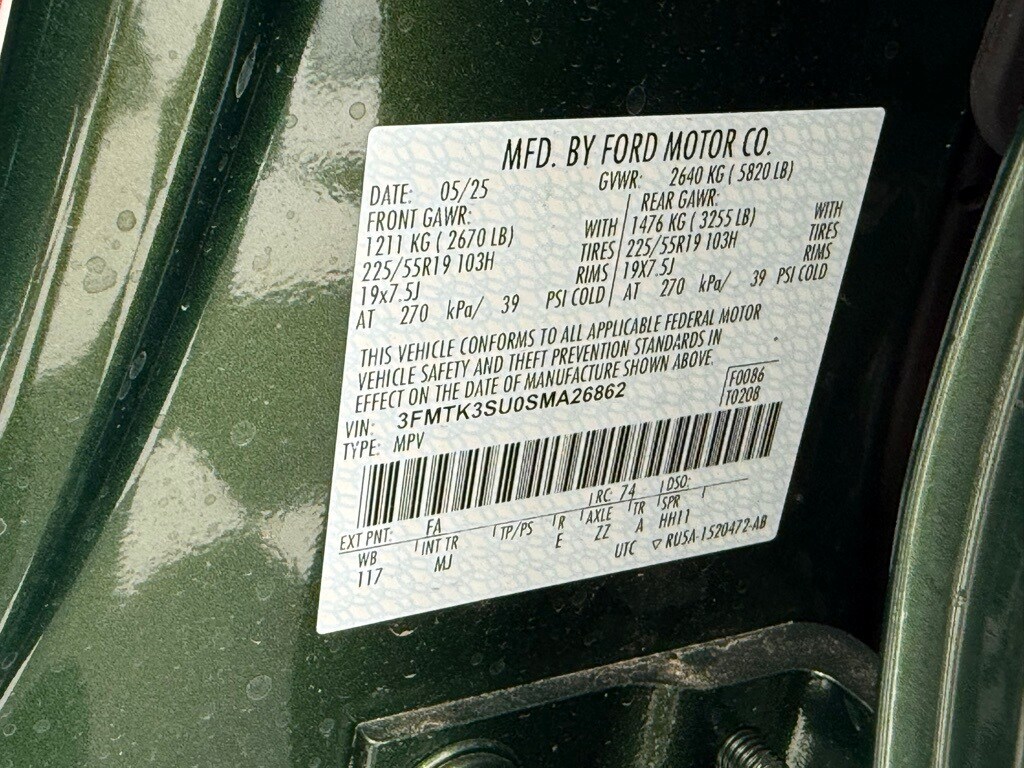 MFD. BY FORD MOTOR CO.
DATE: 05/25 GVWR: 2640 KG ( 5820 LB)
FRONT GAWR: REAR GAWR:
1211 KG ( 2670 LB) WITH 1476 KG ( 3255 LB) WITH
225/55R19 103H TIRES 225/55R19 103H TIRES
19x7.5J RIMS 19X7.5J RIMS
AT 270 kPa/ 39 PSI COLD AT 270 kPa/ 39 PSI COLD
THIS VEHICLE CONFORMS TO ALL APPLICABLE FEDERAL MOTOR
VEHICLE SAFETY AND THEFT PREVENTION STANDARDS IN
EFFECT ON THE DATE OF MANUFACTURE SHOWN ABOVE.
VIN: 3FMTK3SU0SMA26862 F0086
TYPE: MPV T0208
EXT PNT: FA RC: 74 DSO:
WB INT TR TP/PS R AXLE TR SPR
117 MJ E ZZ A HH11
UTC ▽ RU5A-1520472-AB